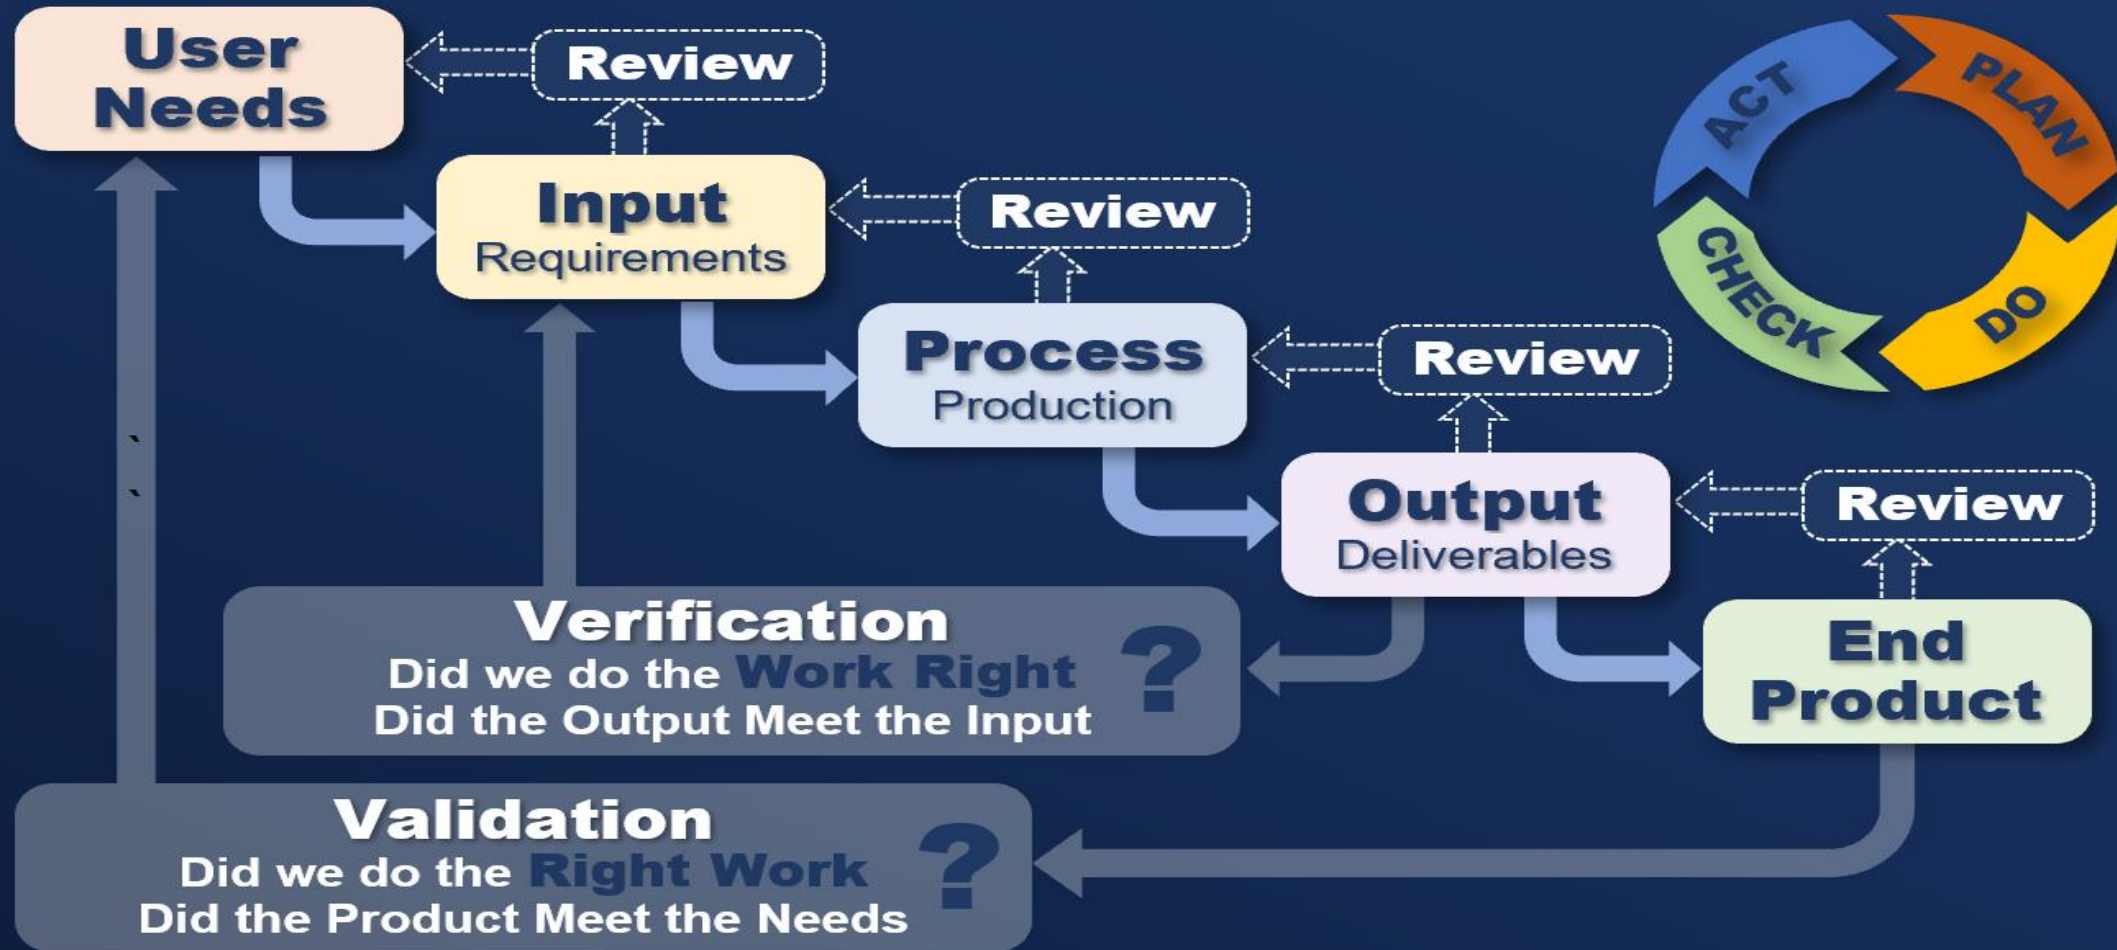 User
Needs
Review
Input
Requirements
Review
Process
Production
Review
Output
Deliverables
Review
End
Product
Verification
Did we do the Work Right
Did the Output Meet the Input
?
Validation
Did we do the Right Work
Did the Product Meet the Needs
?
ACT
PLAN
DO
CHECK
`
`